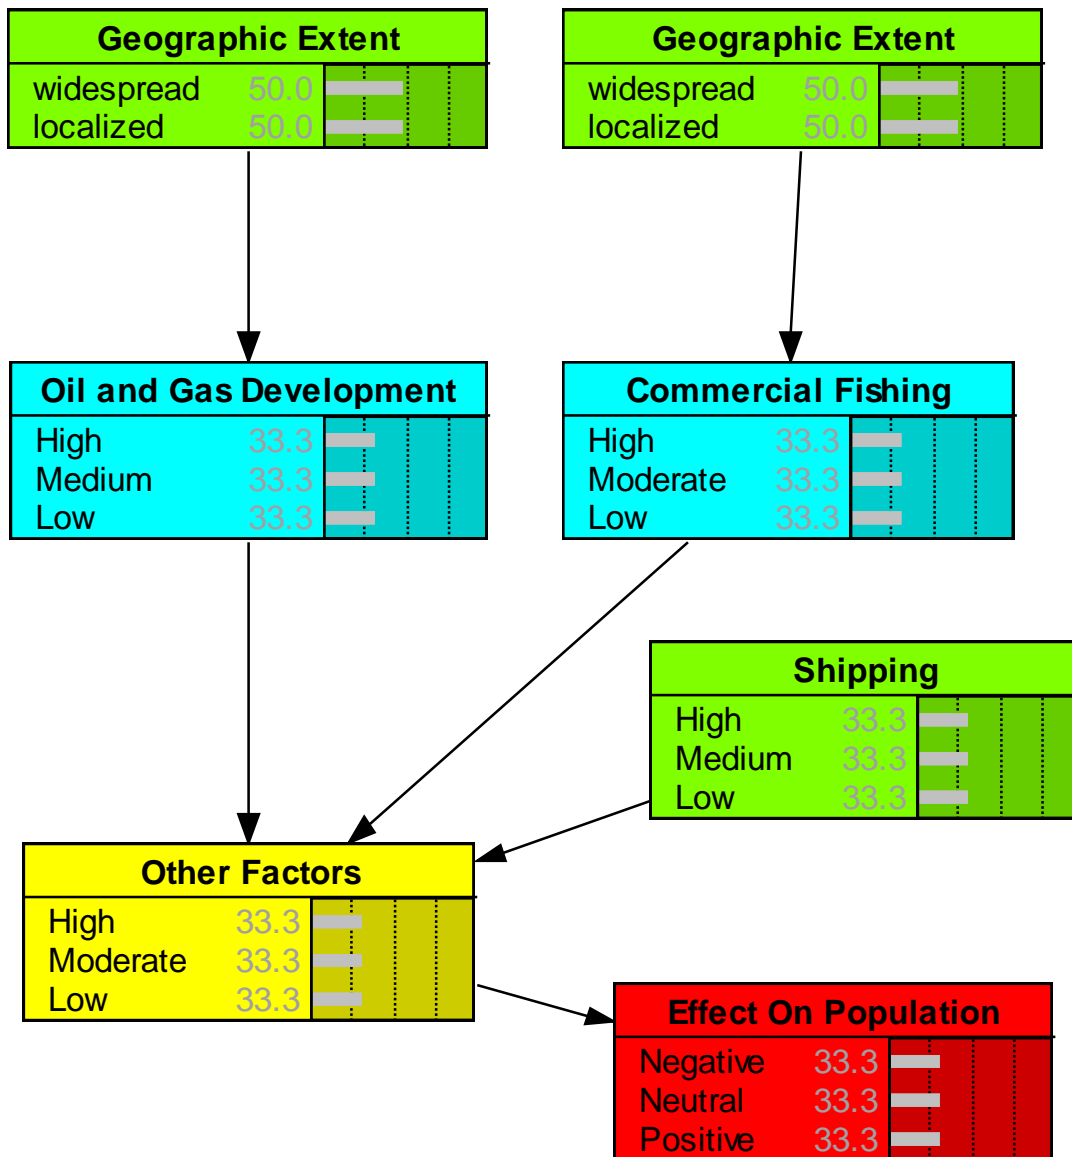 Geographic Extent
widespread 50.0
localized 50.0
Geographic Extent
widespread 50.0
localized 50.0
Oil and Gas Development
High 33.3
Medium 33.3
Low 33.3
Commercial Fishing
High 33.3
Moderate 33.3
Low 33.3
Shipping
High 33.3
Medium 33.3
Low 33.3
Other Factors
High 33.3
Moderate 33.3
Low 33.3
Effect On Population
Negative 33.3
Neutral 33.3
Positive 33.3